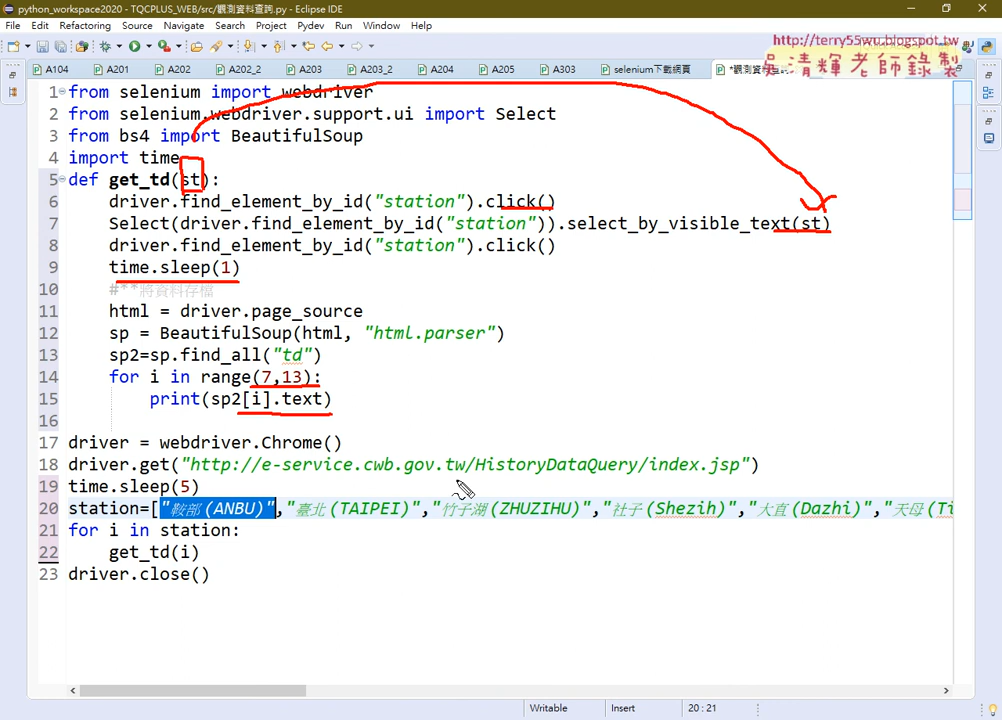 python_workspace2020 - TQCPLUS_WEB/src/觀測資料查詢.py - Eclipse IDE
File Edit Refactoring Source Navigate Search Project Pydev Run Window Help
http://terry55wu.blogspot.tw
吳清輝老師錄製
A104 A201 A202 A202_2 A203 A203_2 A204 A205 A303 selenium下載網頁
1 from selenium import webdriver
2 from selenium.webdriver.support.ui import Select
3 from bs4 import BeautifulSoup
4 import time
5 def get_td(st):
6 driver.find_element_by_id("station").click()
7 Select(driver.find_element_by_id("station")).select_by_visible_text(st)
8 driver.find_element_by_id("station").click()
9 time.sleep(1)
10 #**將資料存檔
11 html = driver.page_source
12 sp = BeautifulSoup(html, "html.parser")
13 sp2=sp.find_all("td")
14 for i in range(7,13):
15 print(sp2[i].text)
16
17 driver = webdriver.Chrome()
18 driver.get("http://e-service.cwb.gov.tw/HistoryDataQuery/index.jsp")
19 time.sleep(5)
20 station=["鞍部(ANBU)","臺北(TAIPEI)","竹子湖(ZHUZIHU)","社子(Shezih)","大直(Dazhi)","天母(Ti
21 for i in station:
22 get_td(i)
23 driver.close()
Writable Insert 20 : 21